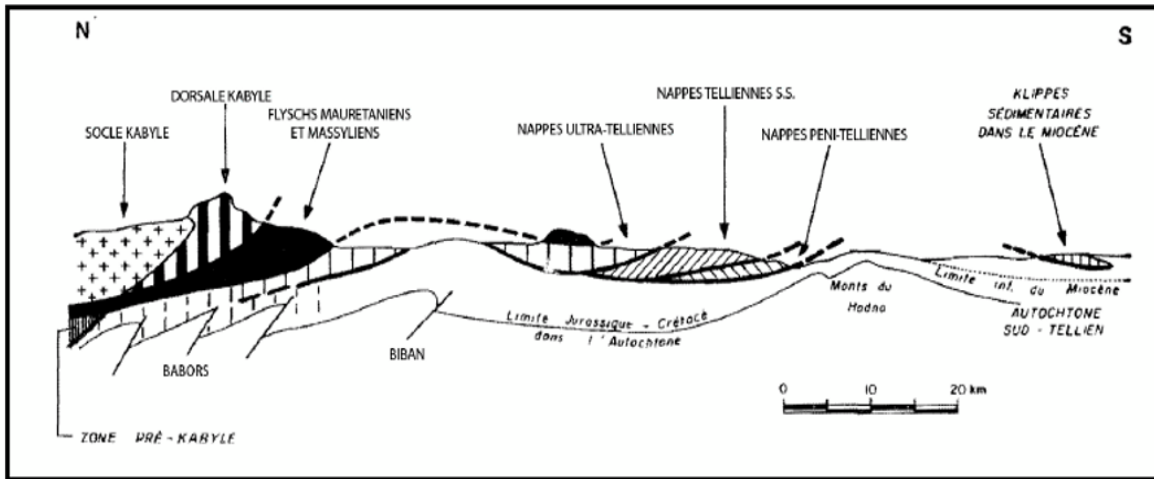 N
S
DORSALE KABYLE
SOCLE KABYLE
FLYSCHS MAURETANIENS
ET MASSYLIENS
NAPPES ULTRA-TELLIENNES
NAPPES TELLIENNES S.S.
NAPPES PENI-TELLIENNES
KLIPPES
SÉDIMENTAIRES
DANS LE MIOCÈNE
Limite Jurassique - Crétacé
dans l'Autochtone
Monts du
Hodna
Limite inf. du Miocène
AUTOCHTONE
SUD - TELLIEN
BIBAN
BABORS
0 10 20 km
ZONE PRÉ - KABYLE